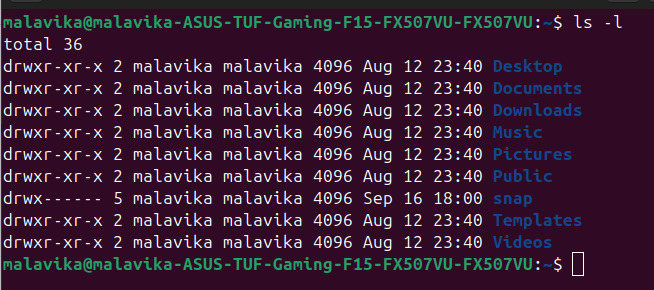 malavika@malavika-ASUS-TUF-Gaming-F15-FX507VU-FX507VU:~$ ls -l
total 36
drwxr-xr-x 2 malavika malavika 4096 Aug 12 23:40 Desktop
drwxr-xr-x 2 malavika malavika 4096 Aug 12 23:40 Documents
drwxr-xr-x 2 malavika malavika 4096 Aug 12 23:40 Downloads
drwxr-xr-x 2 malavika malavika 4096 Aug 12 23:40 Music
drwxr-xr-x 2 malavika malavika 4096 Aug 12 23:40 Pictures
drwxr-xr-x 2 malavika malavika 4096 Aug 12 23:40 Public
drwx------ 5 malavika malavika 4096 Sep 16 18:00 snap
drwxr-xr-x 2 malavika malavika 4096 Aug 12 23:40 Templates
drwxr-xr-x 2 malavika malavika 4096 Aug 12 23:40 Videos
malavika@malavika-ASUS-TUF-Gaming-F15-FX507VU-FX507VU:~$